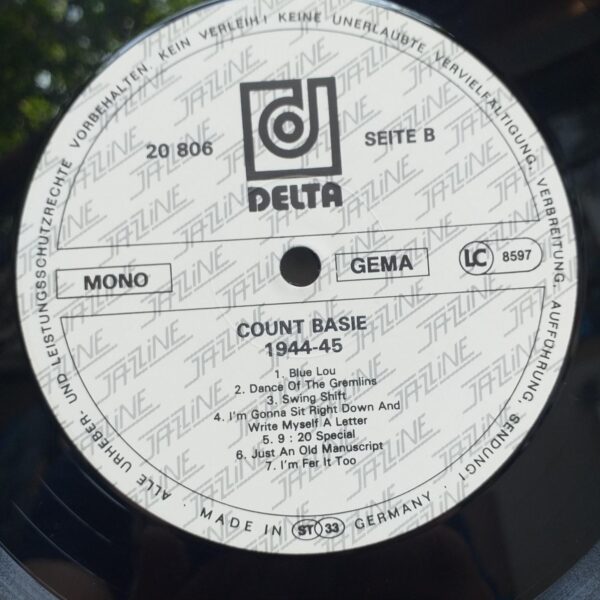 ALLE URHEBER- UND LEISTUNGSSCHUTZRECHTE VORBEHALTEN. KEIN VERLEIH! KEINE UNERLAUBTE VERVIELFÄLTIGUNG, VERBREITUNG, AUFFÜHRUNG, SENDUNG!
20 806
d
SEITE B
DELTA
MONO
GEMA
LC 8597
COUNT BASIE
1944-45
1. Blue Lou
2. Dance Of The Gremlins
3. Swing Shift
4. I'm Gonna Sit Right Down And
Write Myself A Letter
5. 9 : 20 Special
6. Just An Old Manuscript
7. I'm Fer It Too
· MADE IN ST 33 GERMANY ·
JAZZLINE